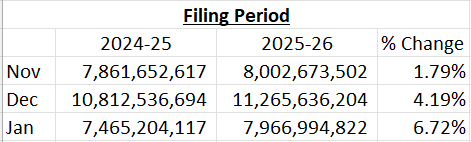 Filing Period
2024-25 2025-26 % Change
Nov 7,861,652,617 8,002,673,502 1.79%
Dec 10,812,536,694 11,265,636,204 4.19%
Jan 7,465,204,117 7,966,994,822 6.72%